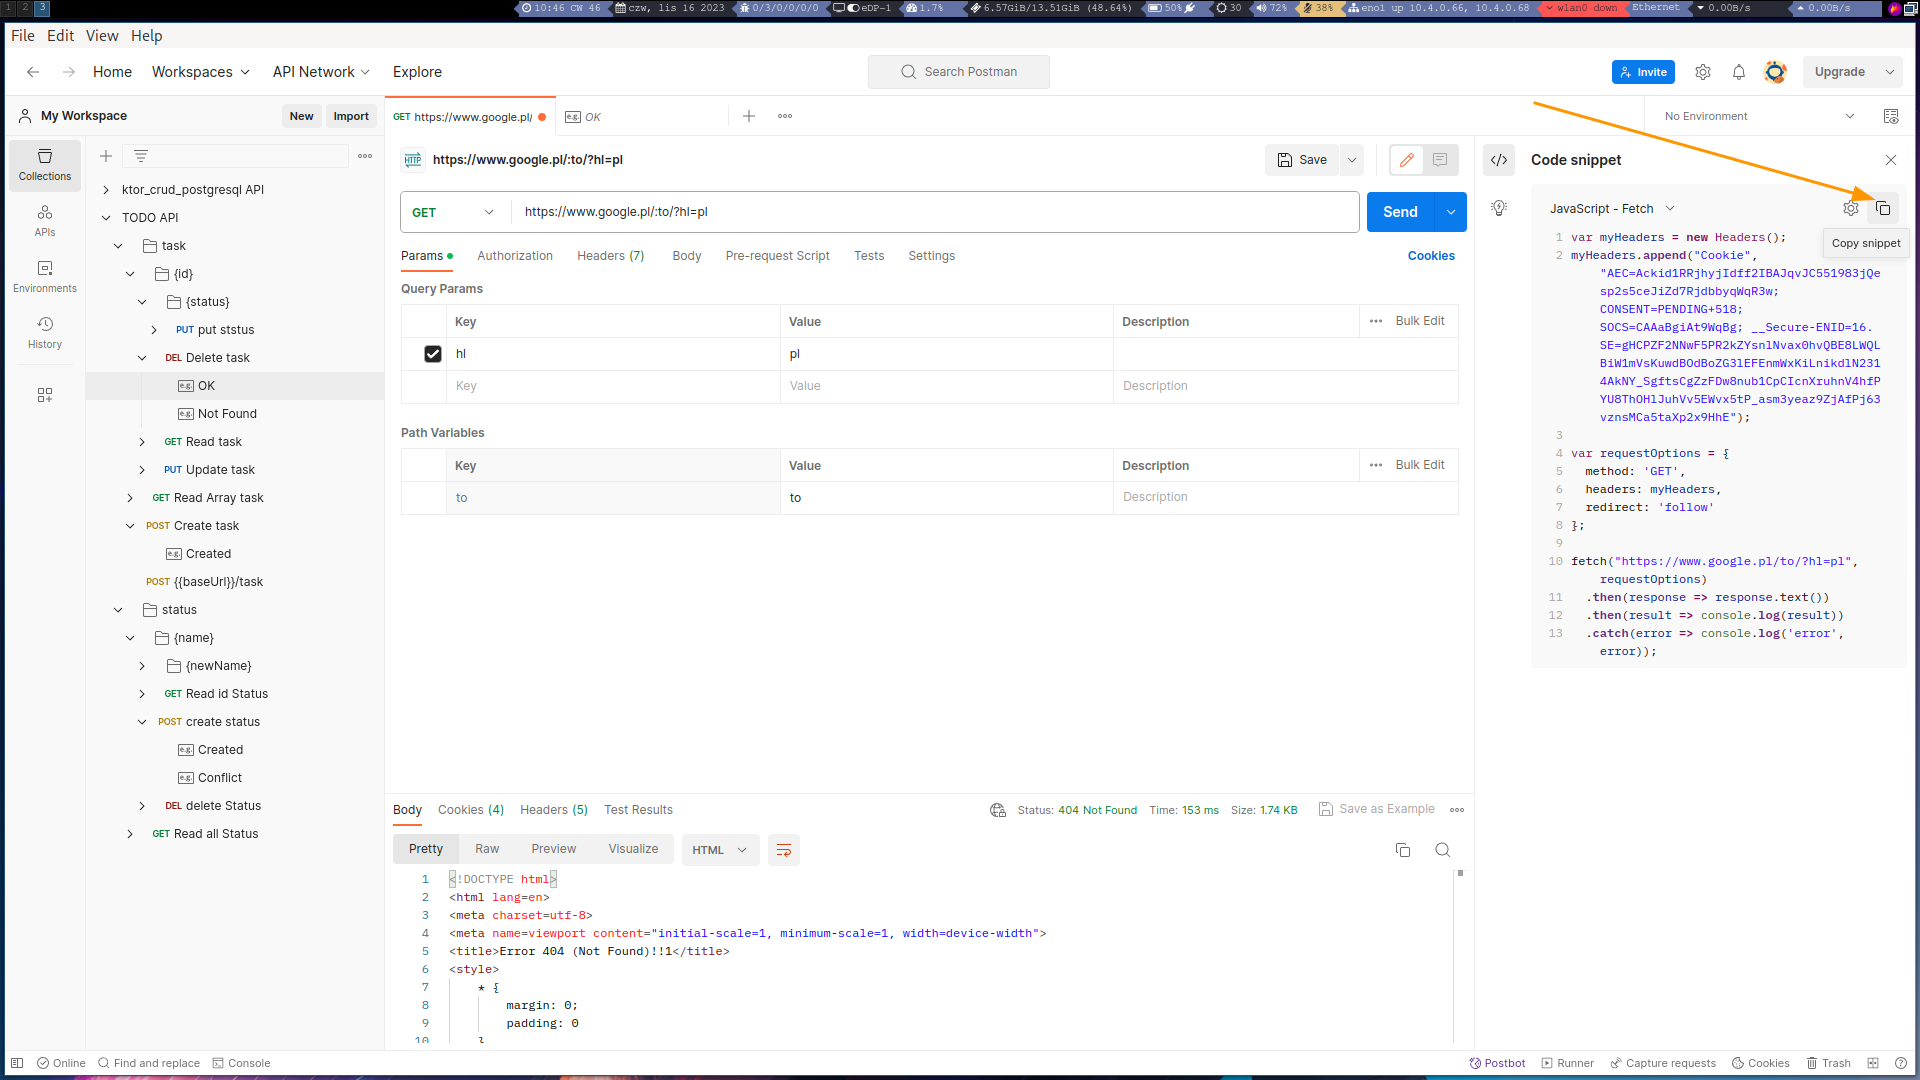 1 2 3
10:46 CW 46 czw, lis 16 2023 0/3/0/0/0/0 eDP-1 1.7% 6.57GiB/13.51GiB (48.64%) 50% 30 72% 38% eno1 up 10.4.0.66, 10.4.0.68 wlan0 down Ethernet 0.00B/s 0.00B/s
File Edit View Help
Home Workspaces API Network Explore
Search Postman
Invite
Upgrade
My Workspace
New Import
GET https://www.google.pl/
e.g. OK
No Environment
Collections
APIs
Environments
History
ktor_crud_postgresql API
TODO API
task
{id}
{status}
PUT put ststus
DEL Delete task
e.g. OK
e.g. Not Found
GET Read task
PUT Update task
GET Read Array task
POST Create task
e.g. Created
POST {{baseUrl}}/task
status
{name}
{newName}
GET Read id Status
POST create status
e.g. Created
e.g. Conflict
DEL delete Status
GET Read all Status
HTTP https://www.google.pl/:to/?hl=pl
Save
GET https://www.google.pl/:to/?hl=pl
Send
Params Authorization Headers (7) Body Pre-request Script Tests Settings Cookies
Query Params
Key Value Description Bulk Edit
hl pl
Key Value Description
Path Variables
Key Value Description Bulk Edit
to to Description
Body Cookies (4) Headers (5) Test Results
Status: 404 Not Found Time: 153 ms Size: 1.74 KB Save as Example
Pretty Raw Preview Visualize HTML
1 <!DOCTYPE html>
2 <html lang=en>
3 <meta charset=utf-8>
4 <meta name=viewport content="initial-scale=1, minimum-scale=1, width=device-width">
5 <title>Error 404 (Not Found)!!1</title>
6 <style>
7 * {
8 margin: 0;
9 padding: 0
10 }
</> Code snippet
JavaScript - Fetch
Copy snippet
1 var myHeaders = new Headers();
2 myHeaders.append("Cookie",
"AEC=Ackid1RRjhyjIdff2IBAJqvJC551983jQe
sp2s5ceJiZd7RjdbbyqWqR3w;
CONSENT=PENDING+518;
SOCS=CAAaBgiAt9WqBg; __Secure-ENID=16.
SE=gHCPZF2NNwF5PR2kZYsnlNvax0hvQBE8LWQL
BiW1mVsKuwdBOdBoZG3lEFEnmWxKiLnikdlN231
4AkNY_SgftsCgZzFDw8nub1CpCIcnXruhnV4hfP
YU8ThOHlJuhVv5EWvx5tP_asm3yeaz9ZjAfPj63
vznsMCa5taXp2x9HhE");
3
4 var requestOptions = {
5 method: 'GET',
6 headers: myHeaders,
7 redirect: 'follow'
8 };
9
10 fetch("https://www.google.pl/to/?hl=pl",
requestOptions)
11 .then(response => response.text())
12 .then(result => console.log(result))
13 .catch(error => console.log('error',
error));
Online Find and replace Console
Postbot Runner Capture requests Cookies Trash